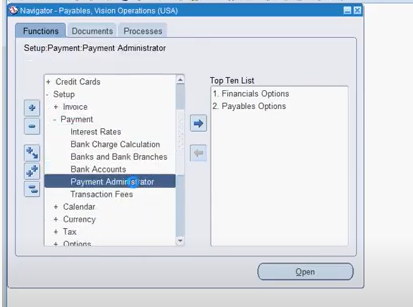 Navigator - Payables, Vision Operations (USA)
Functions Documents Processes
Setup:Payment:Payment Administrator
+ Credit Cards
- Setup
+ Invoice
- Payment
Interest Rates
Bank Charge Calculation
Banks and Bank Branches
Bank Accounts
Payment Administrator
Transaction Fees
+ Calendar
+ Currency
+ Tax
+ Options
Top Ten List
1. Financials Options
2. Payables Options
Open